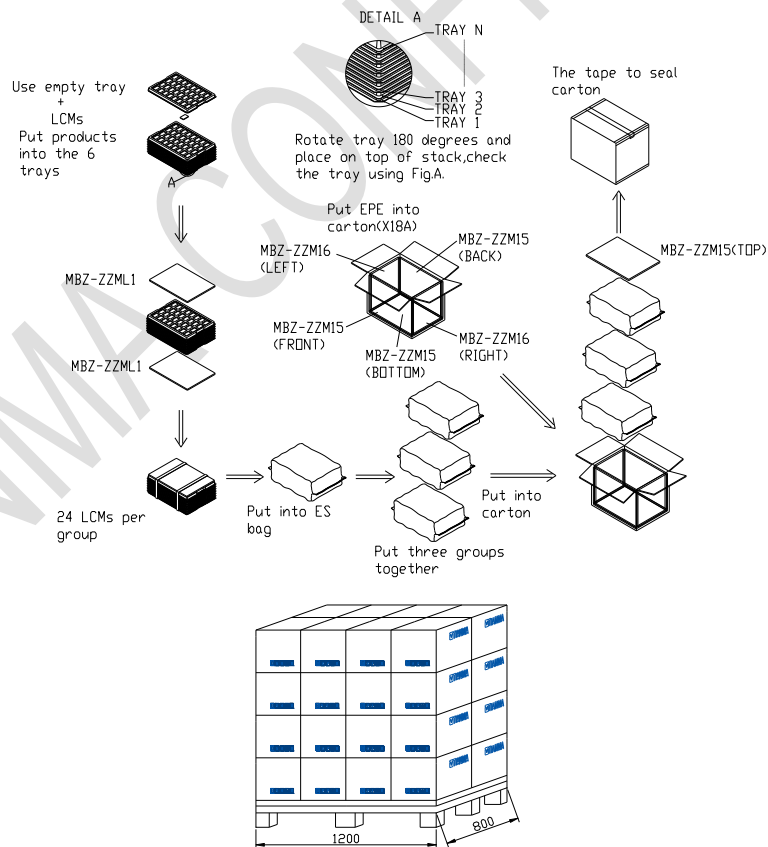 DETAIL A
TRAY N
TRAY 3
TRAY 2
TRAY 1
Use empty tray
+
LCMs
Put products
into the 6
trays
A
Rotate tray 180 degrees and
place on top of stack,check
the tray using Fig.A.
The tape to seal
carton
Put EPE into
carton(X18A)
MBZ-ZZM16
(LEFT)
MBZ-ZZM15
(BACK)
MBZ-ZZM15
(FRONT)
MBZ-ZZM15
(BOTTOM)
MBZ-ZZM16
(RIGHT)
MBZ-ZZM15(TOP)
MBZ-ZZML1
MBZ-ZZML1
24 LCMs per
group
Put into ES
bag
Put three groups
together
Put into
carton
1200
800